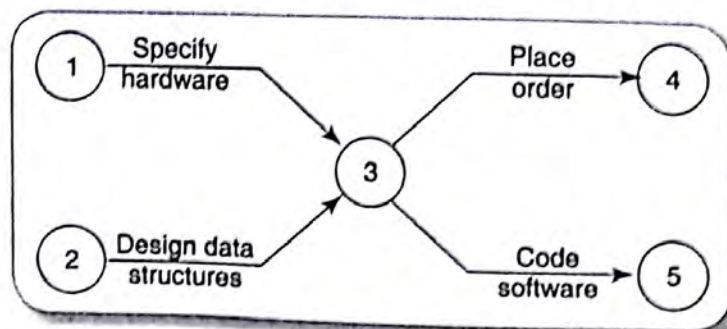 1
Specify
hardware
Place
order
4
3
2
Design data
structures
Code
software
5